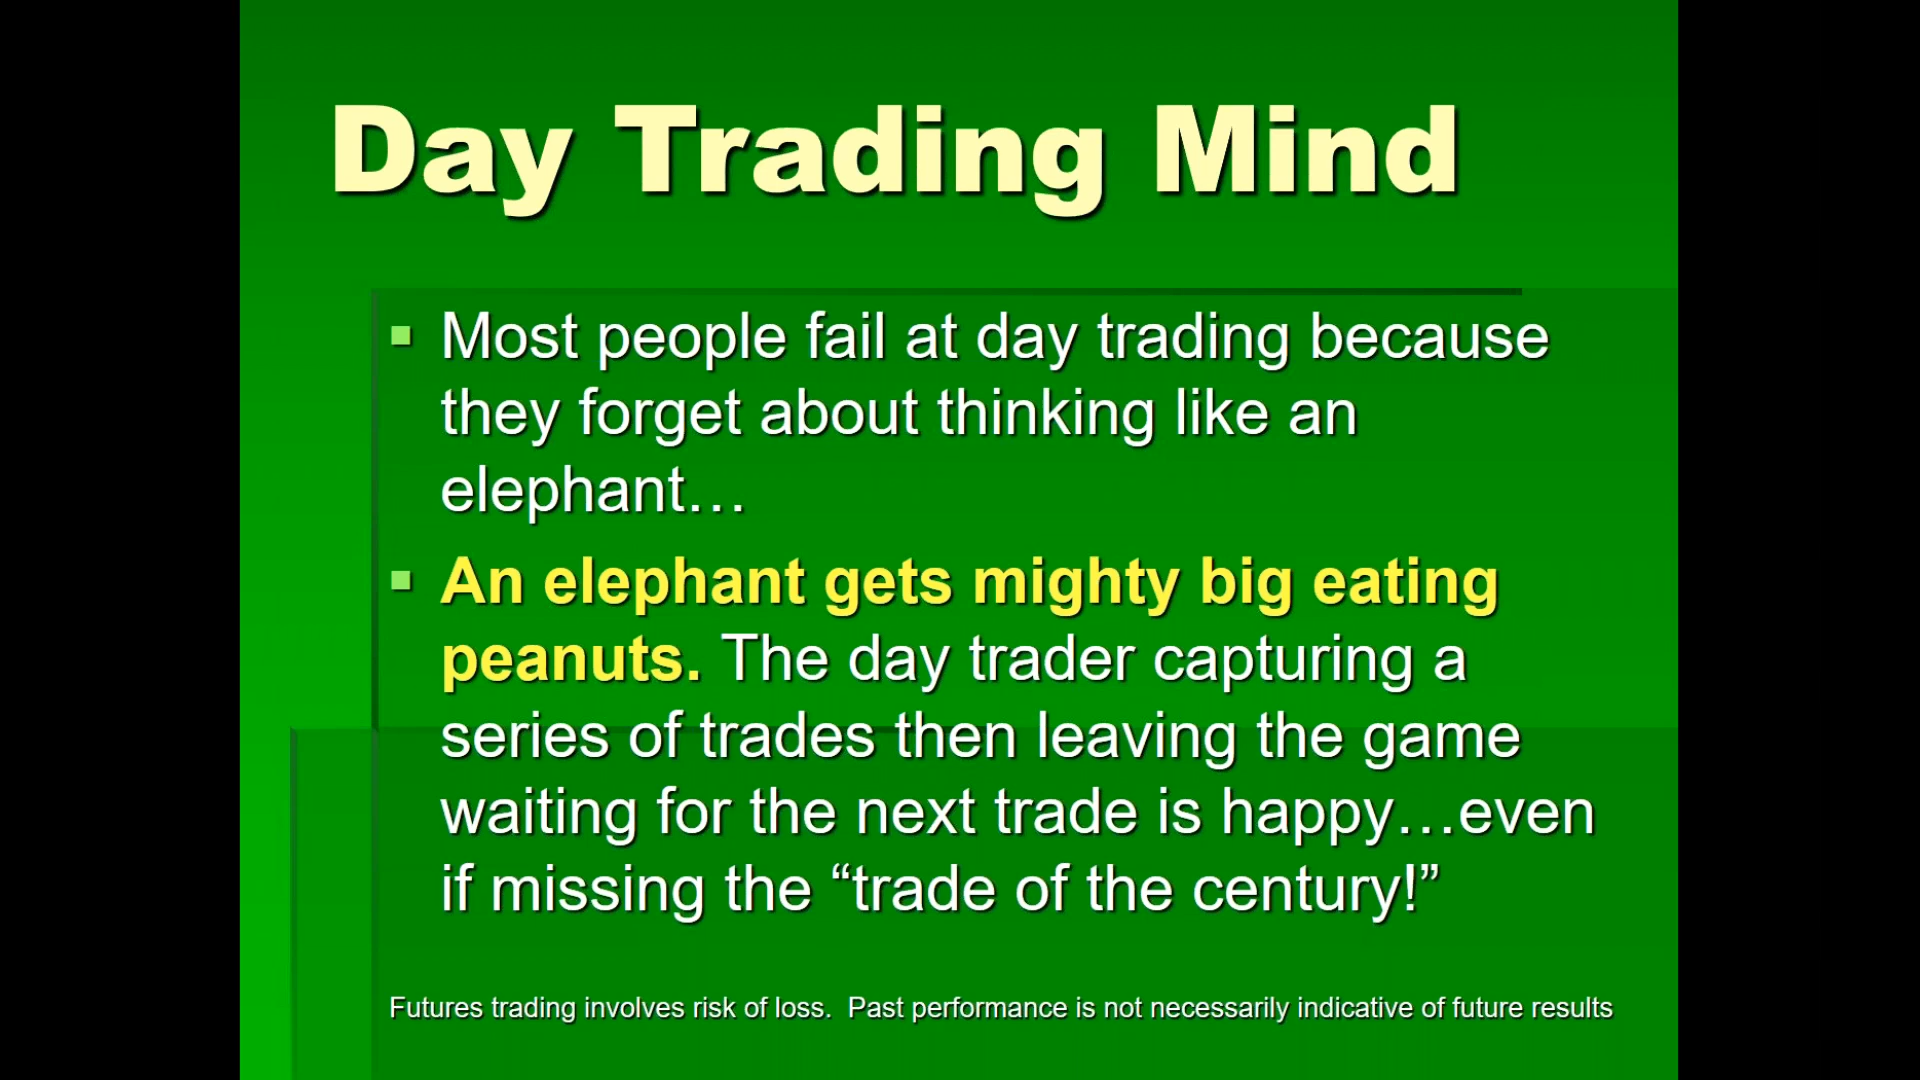 Day Trading Mind
▪ Most people fail at day trading because
they forget about thinking like an
elephant…
▪ An elephant gets mighty big eating
peanuts. The day trader capturing a
series of trades then leaving the game
waiting for the next trade is happy…even
if missing the “trade of the century!”
Futures trading involves risk of loss.  Past performance is not necessarily indicative of future results